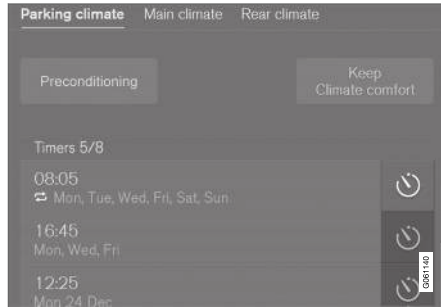 Parking climate Main climate Rear climate
Preconditioning
Keep
Climate comfort
Timers 5/8
08:05
Mon, Tue, Wed, Fri, Sat, Sun
16:45
Mon, Wed, Fri
12:25
Mon 24 Dec
G061140